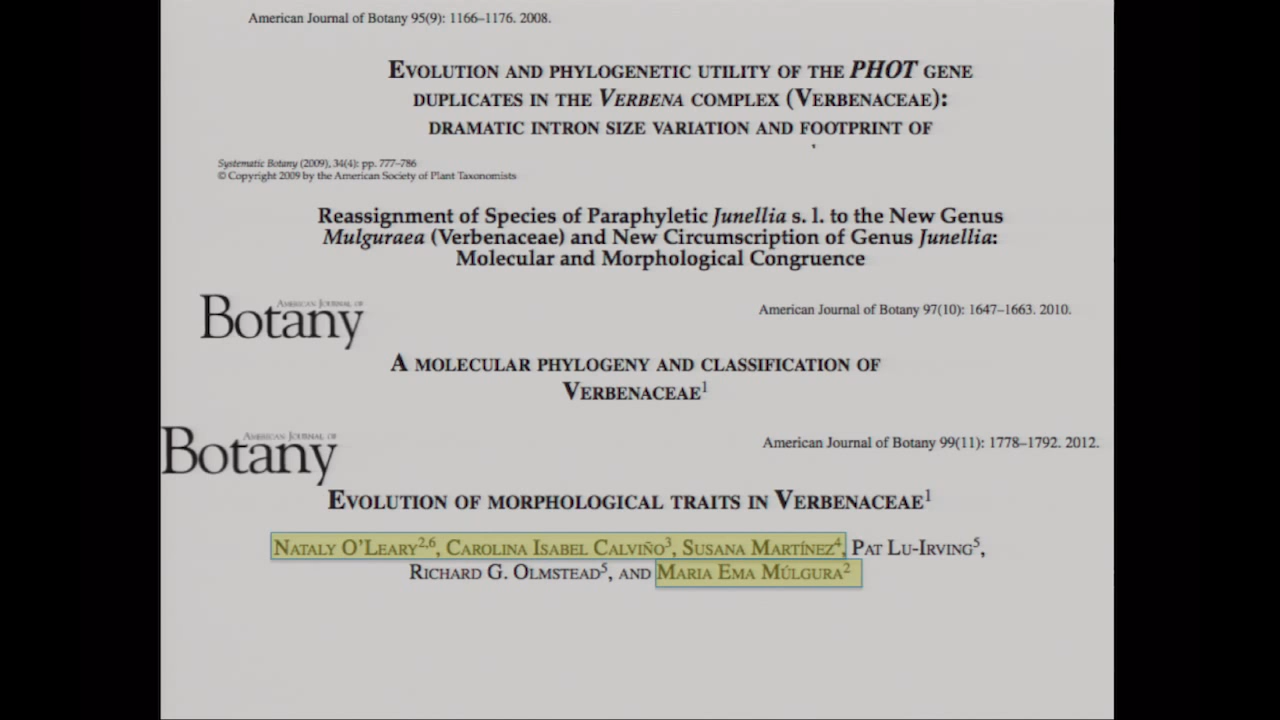 American Journal of Botany 95(9): 1166–1176. 2008.
Evolution and phylogenetic utility of the PHOT gene
duplicates in the Verbena complex (Verbenaceae):
dramatic intron size variation and footprint of
Systematic Botany (2009), 34(4): pp. 777–786
© Copyright 2009 by the American Society of Plant Taxonomists
Reassignment of Species of Paraphyletic Junellia s. l. to the New Genus
Mulguraea (Verbenaceae) and New Circumscription of Genus Junellia:
Molecular and Morphological Congruence
American Journal of
Botany
American Journal of Botany 97(10): 1647–1663. 2010.
A molecular phylogeny and classification of
Verbenaceae¹
American Journal of
Botany
American Journal of Botany 99(11): 1778–1792. 2012.
Evolution of morphological traits in Verbenaceae¹
Nataly O'Leary²,⁶, Carolina Isabel Calviño³, Susana Martínez⁴, Pat Lu-Irving⁵,
Richard G. Olmstead⁵, and Maria Ema Múlgura²